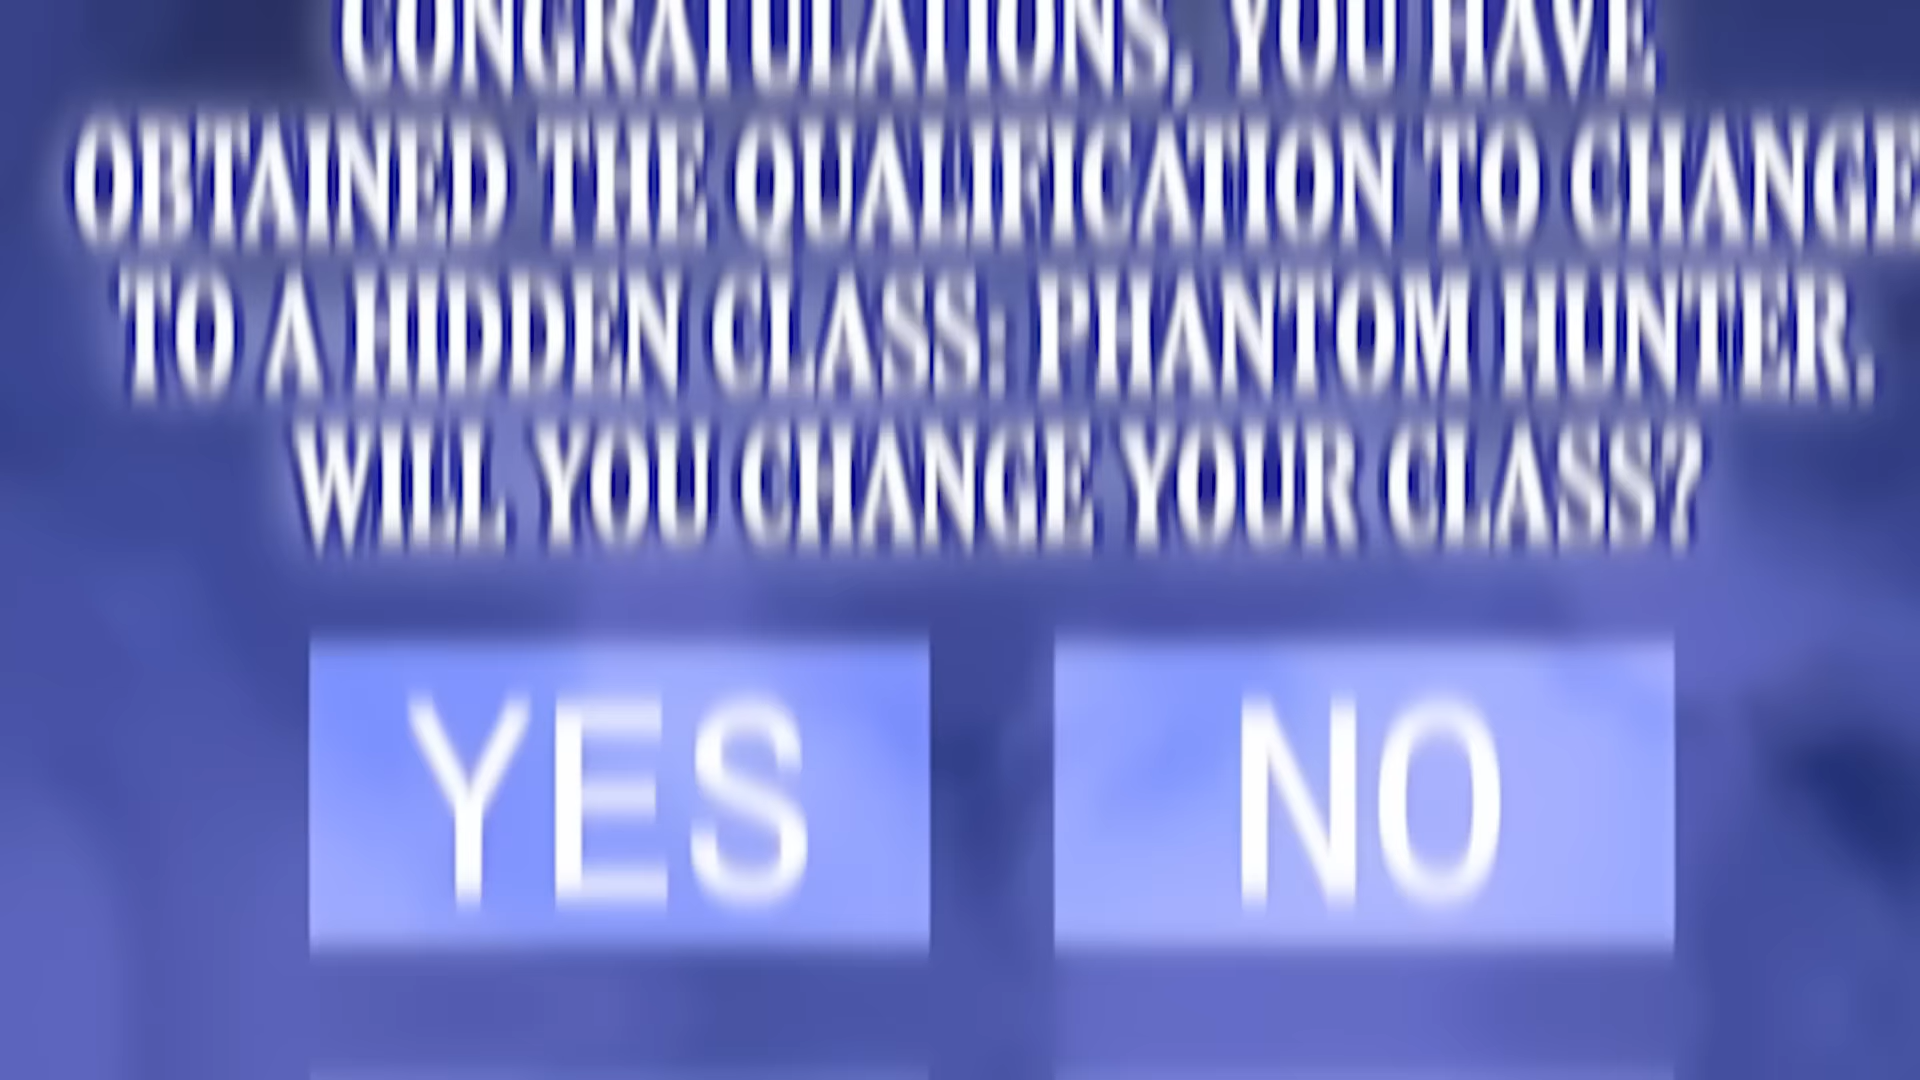 CONGRATULATIONS, YOU HAVE
OBTAINED THE QUALIFICATION TO CHANGE
TO A HIDDEN CLASS: PHANTOM HUNTER.
WILL YOU CHANGE YOUR CLASS?
YES NO